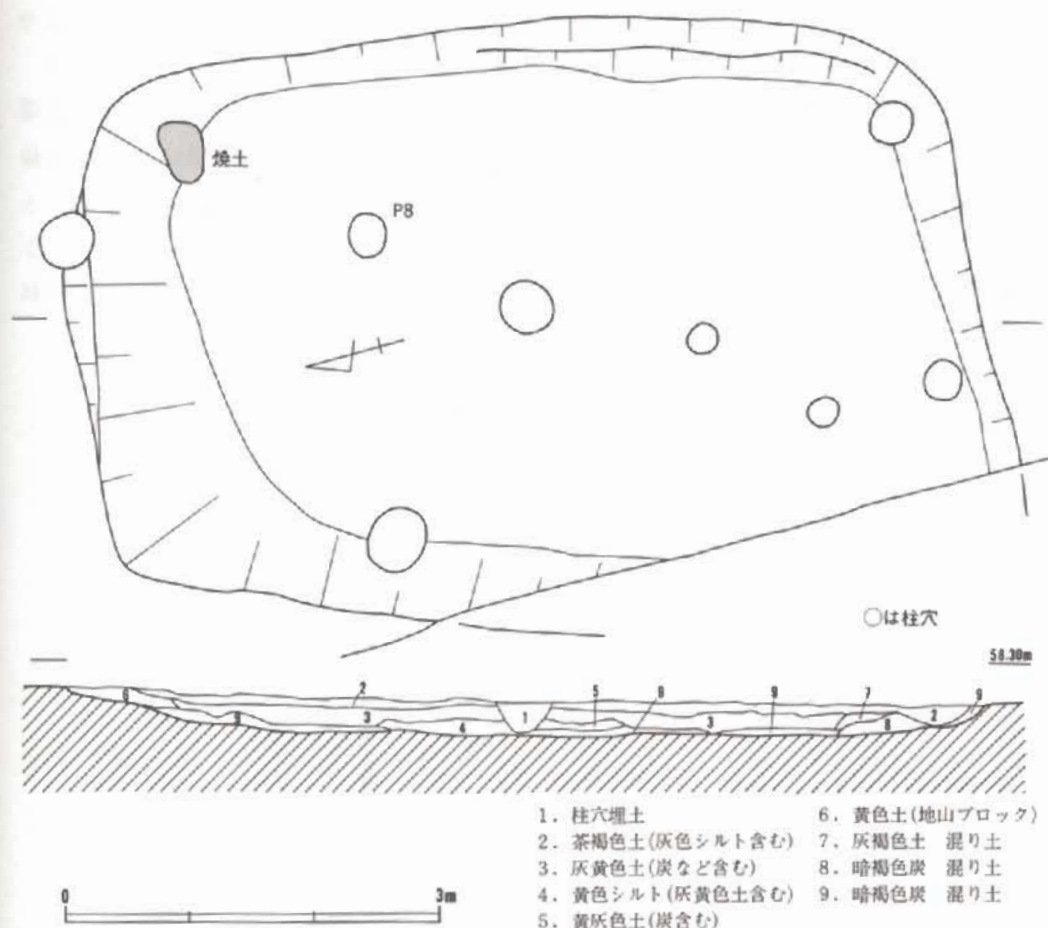 焼土
P8
○は柱穴
58.30m
6 2 5 6 9 7 9
3 4 1 3 8 2
1. 柱穴埋土
2. 茶褐色土(灰色シルト含む)
3. 灰黄色土(炭など含む)
4. 黄色シルト(灰黄色土含む)
5. 黄灰色土(炭含む)
6. 黄色土(地山ブロック)
7. 灰褐色土 混り土
8. 暗褐色炭 混り土
9. 暗褐色炭 混り土
0 3m